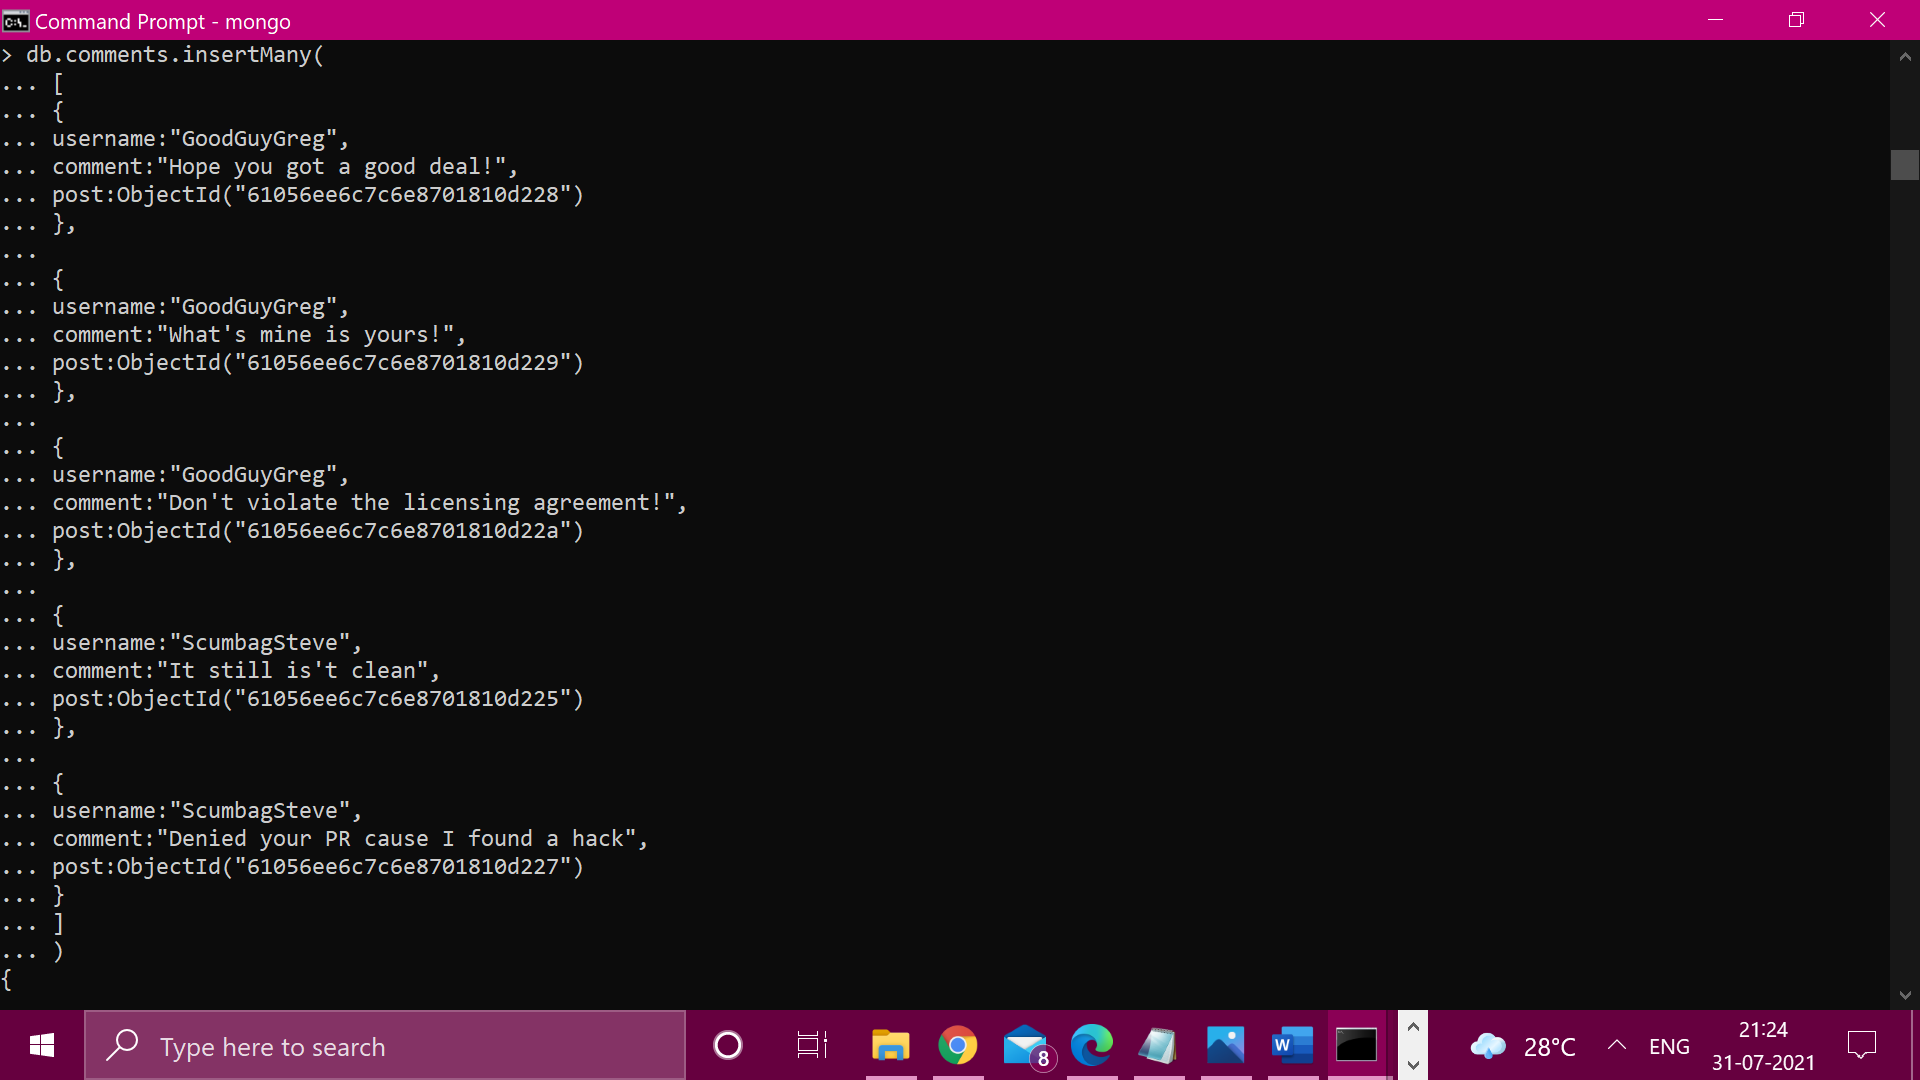 Command Prompt - mongo
> db.comments.insertMany(
... [
... {
... username:"GoodGuyGreg",
... comment:"Hope you got a good deal!",
... post:ObjectId("61056ee6c7c6e8701810d228")
... },
...
... {
... username:"GoodGuyGreg",
... comment:"What's mine is yours!",
... post:ObjectId("61056ee6c7c6e8701810d229")
... },
...
... {
... username:"GoodGuyGreg",
... comment:"Don't violate the licensing agreement!",
... post:ObjectId("61056ee6c7c6e8701810d22a")
... },
...
... {
... username:"ScumbagSteve",
... comment:"It still is't clean",
... post:ObjectId("61056ee6c7c6e8701810d225")
... },
...
... {
... username:"ScumbagSteve",
... comment:"Denied your PR cause I found a hack",
... post:ObjectId("61056ee6c7c6e8701810d227")
... }
... ]
... )
{
Type here to search
8
W
28°C
ENG
21:24
31-07-2021